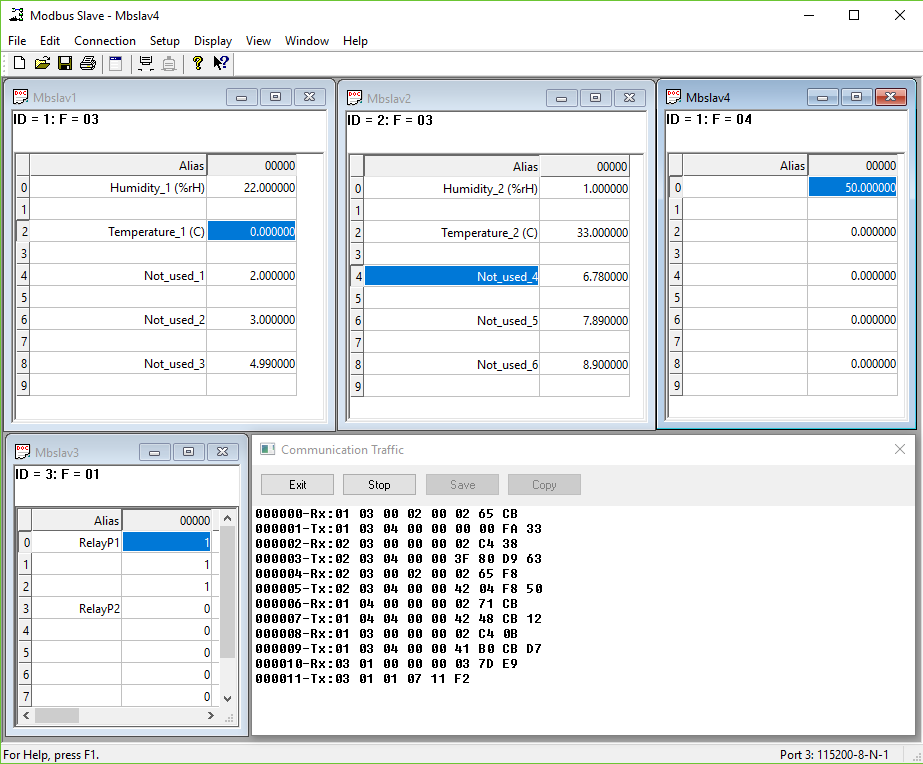 Modbus Slave - Mbslav4
File Edit Connection Setup Display View Window Help
Mbslav1
ID = 1: F = 03
Alias 00000
0 Humidity_1 (%rH) 22.000000
1
2 Temperature_1 (C) 0.000000
3
4 Not_used_1 2.000000
5
6 Not_used_2 3.000000
7
8 Not_used_3 4.990000
9
Mbslav2
ID = 2: F = 03
Alias 00000
0 Humidity_2 (%rH) 1.000000
1
2 Temperature_2 (C) 33.000000
3
4 Not_used_4 6.780000
5
6 Not_used_5 7.890000
7
8 Not_used_6 8.900000
9
Mbslav4
ID = 1: F = 04
Alias 00000
0 50.000000
1
2 0.000000
3
4 0.000000
5
6 0.000000
7
8 0.000000
9
Mbslav3
ID = 3: F = 01
Alias 00000
0 RelayP1 1
1 1
2 1
3 RelayP2 0
4 0
5 0
6 0
7 0
Communication Traffic
Exit Stop Save Copy
000000-Rx:01 03 00 02 00 02 65 CB
000001-Tx:01 03 04 00 00 00 00 FA 33
000002-Rx:02 03 00 00 00 02 C4 38
000003-Tx:02 03 04 00 00 3F 80 D9 63
000004-Rx:02 03 00 02 00 02 65 F8
000005-Tx:02 03 04 00 00 42 04 F8 50
000006-Rx:01 04 00 00 00 02 71 CB
000007-Tx:01 04 04 00 00 42 48 CB 12
000008-Rx:01 03 00 00 00 02 C4 0B
000009-Tx:01 03 04 00 00 41 B0 CB D7
000010-Rx:03 01 00 00 00 03 7D E9
000011-Tx:03 01 01 07 11 F2
For Help, press F1.
Port 3: 115200-8-N-1